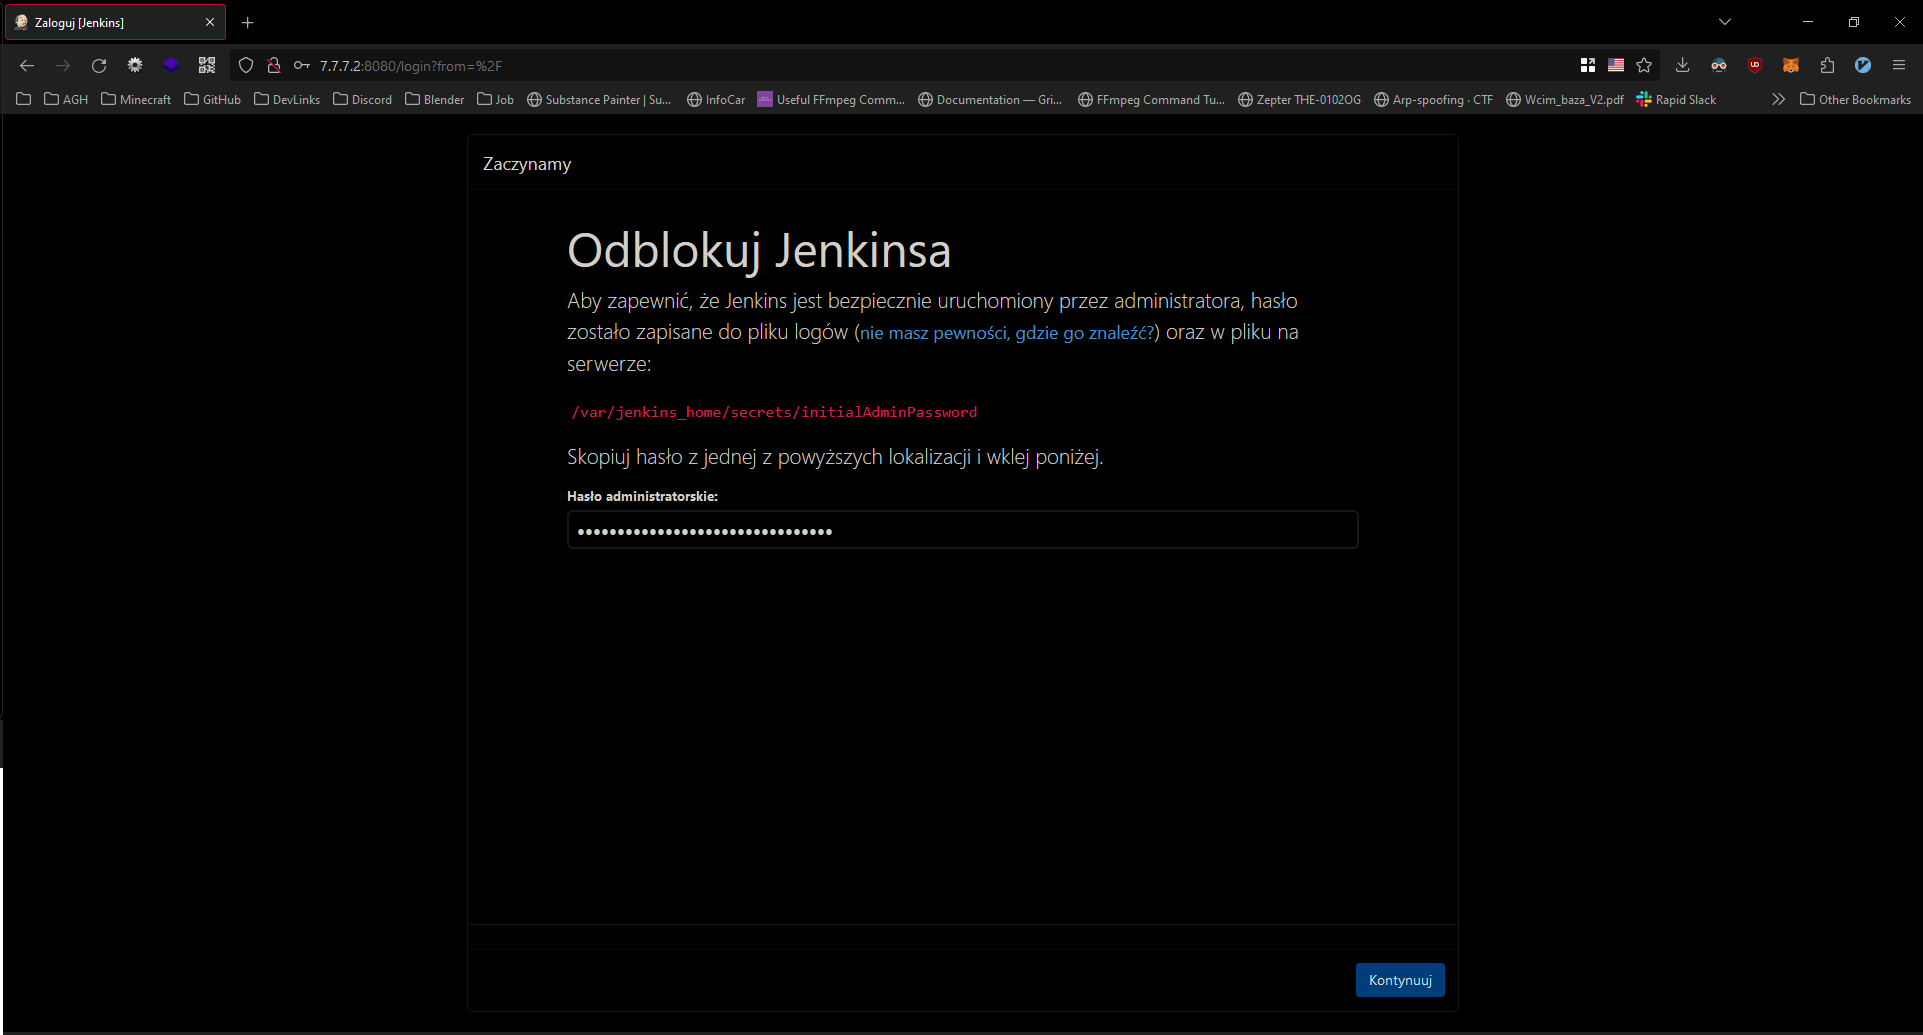 Zaloguj [Jenkins]
7.7.7.2:8080/login?from=%2F
AGH Minecraft GitHub DevLinks Discord Blender Job Substance Painter | Su... InfoCar Useful FFmpeg Comm... Documentation — Gri... FFmpeg Command Tu... Zepter THE-0102OG Arp-spoofing · CTF Wcim_baza_V2.pdf Rapid Slack Other Bookmarks
Zaczynamy
Odblokuj Jenkinsa
Aby zapewnić, że Jenkins jest bezpiecznie uruchomiony przez administratora, hasło
zostało zapisane do pliku logów (nie masz pewności, gdzie go znaleźć?) oraz w pliku na
serwerze:
/var/jenkins_home/secrets/initialAdminPassword
Skopiuj hasło z jednej z powyższych lokalizacji i wklej poniżej.
Hasło administratorskie:
••••••••••••••••••••••••••••••••
Kontynuuj